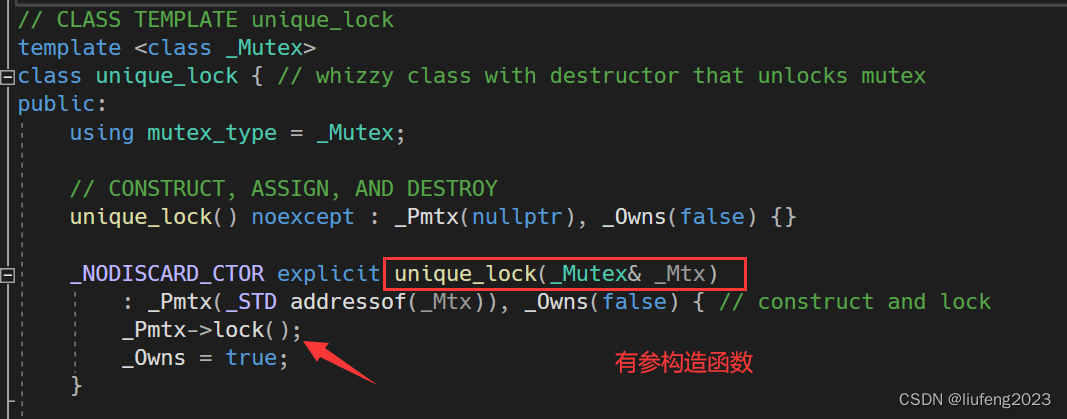 // CLASS TEMPLATE unique_lock
template <class _Mutex>
class unique_lock { // whizzy class with destructor that unlocks mutex
public:
using mutex_type = _Mutex;
// CONSTRUCT, ASSIGN, AND DESTROY
unique_lock() noexcept : _Pmtx(nullptr), _Owns(false) {}
_NODISCARD_CTOR explicit unique_lock(_Mutex& _Mtx)
: _Pmtx(_STD addressof(_Mtx)), _Owns(false) { // construct and lock
_Pmtx->lock();
_Owns = true;
有参构造函数
}
CSDN @liufeng2023